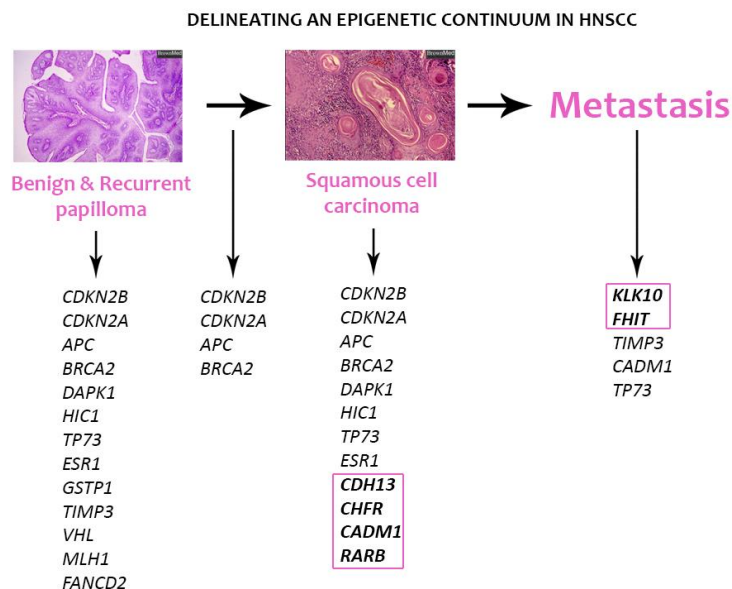 DELINEATING AN EPIGENETIC CONTINUUM IN HNSCC
BrownMed
BrownMed
Metastasis
Benign & Recurrent
papilloma
Squamous cell
carcinoma
CDKN2B
CDKN2A
APC
BRCA2
DAPK1
HIC1
TP73
ESR1
GSTP1
TIMP3
VHL
MLH1
FANCD2
CDKN2B
CDKN2A
APC
BRCA2
CDKN2B
CDKN2A
APC
BRCA2
DAPK1
HIC1
TP73
ESR1
CDH13
CHFR
CADM1
RARB
KLK10
FHIT
TIMP3
CADM1
TP73